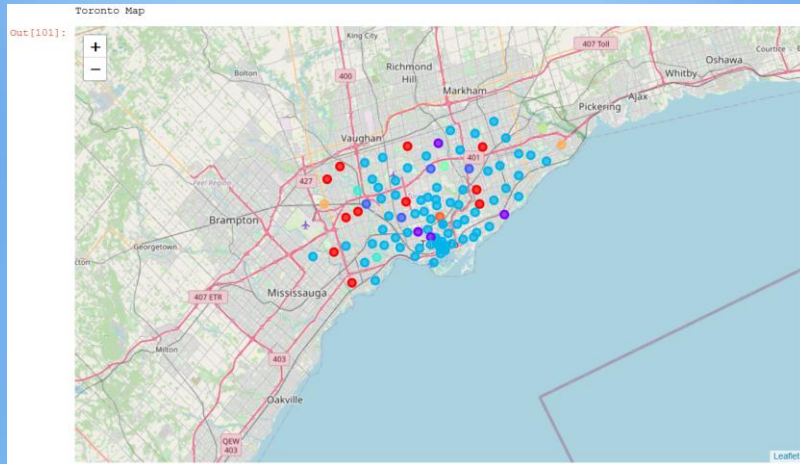 Toronto Map
Out[101]:
+
−
King City
407 Toll
Courtice
Oshawa
Whitby
Richmond
Hill
Bolton
400
Markham
Ajax
Pickering
Vaughan
401
427
Peel Region
Brampton
Georgetown
407 ETR
Mississauga
Milton
403
Oakville
QEW
403
Leaflet